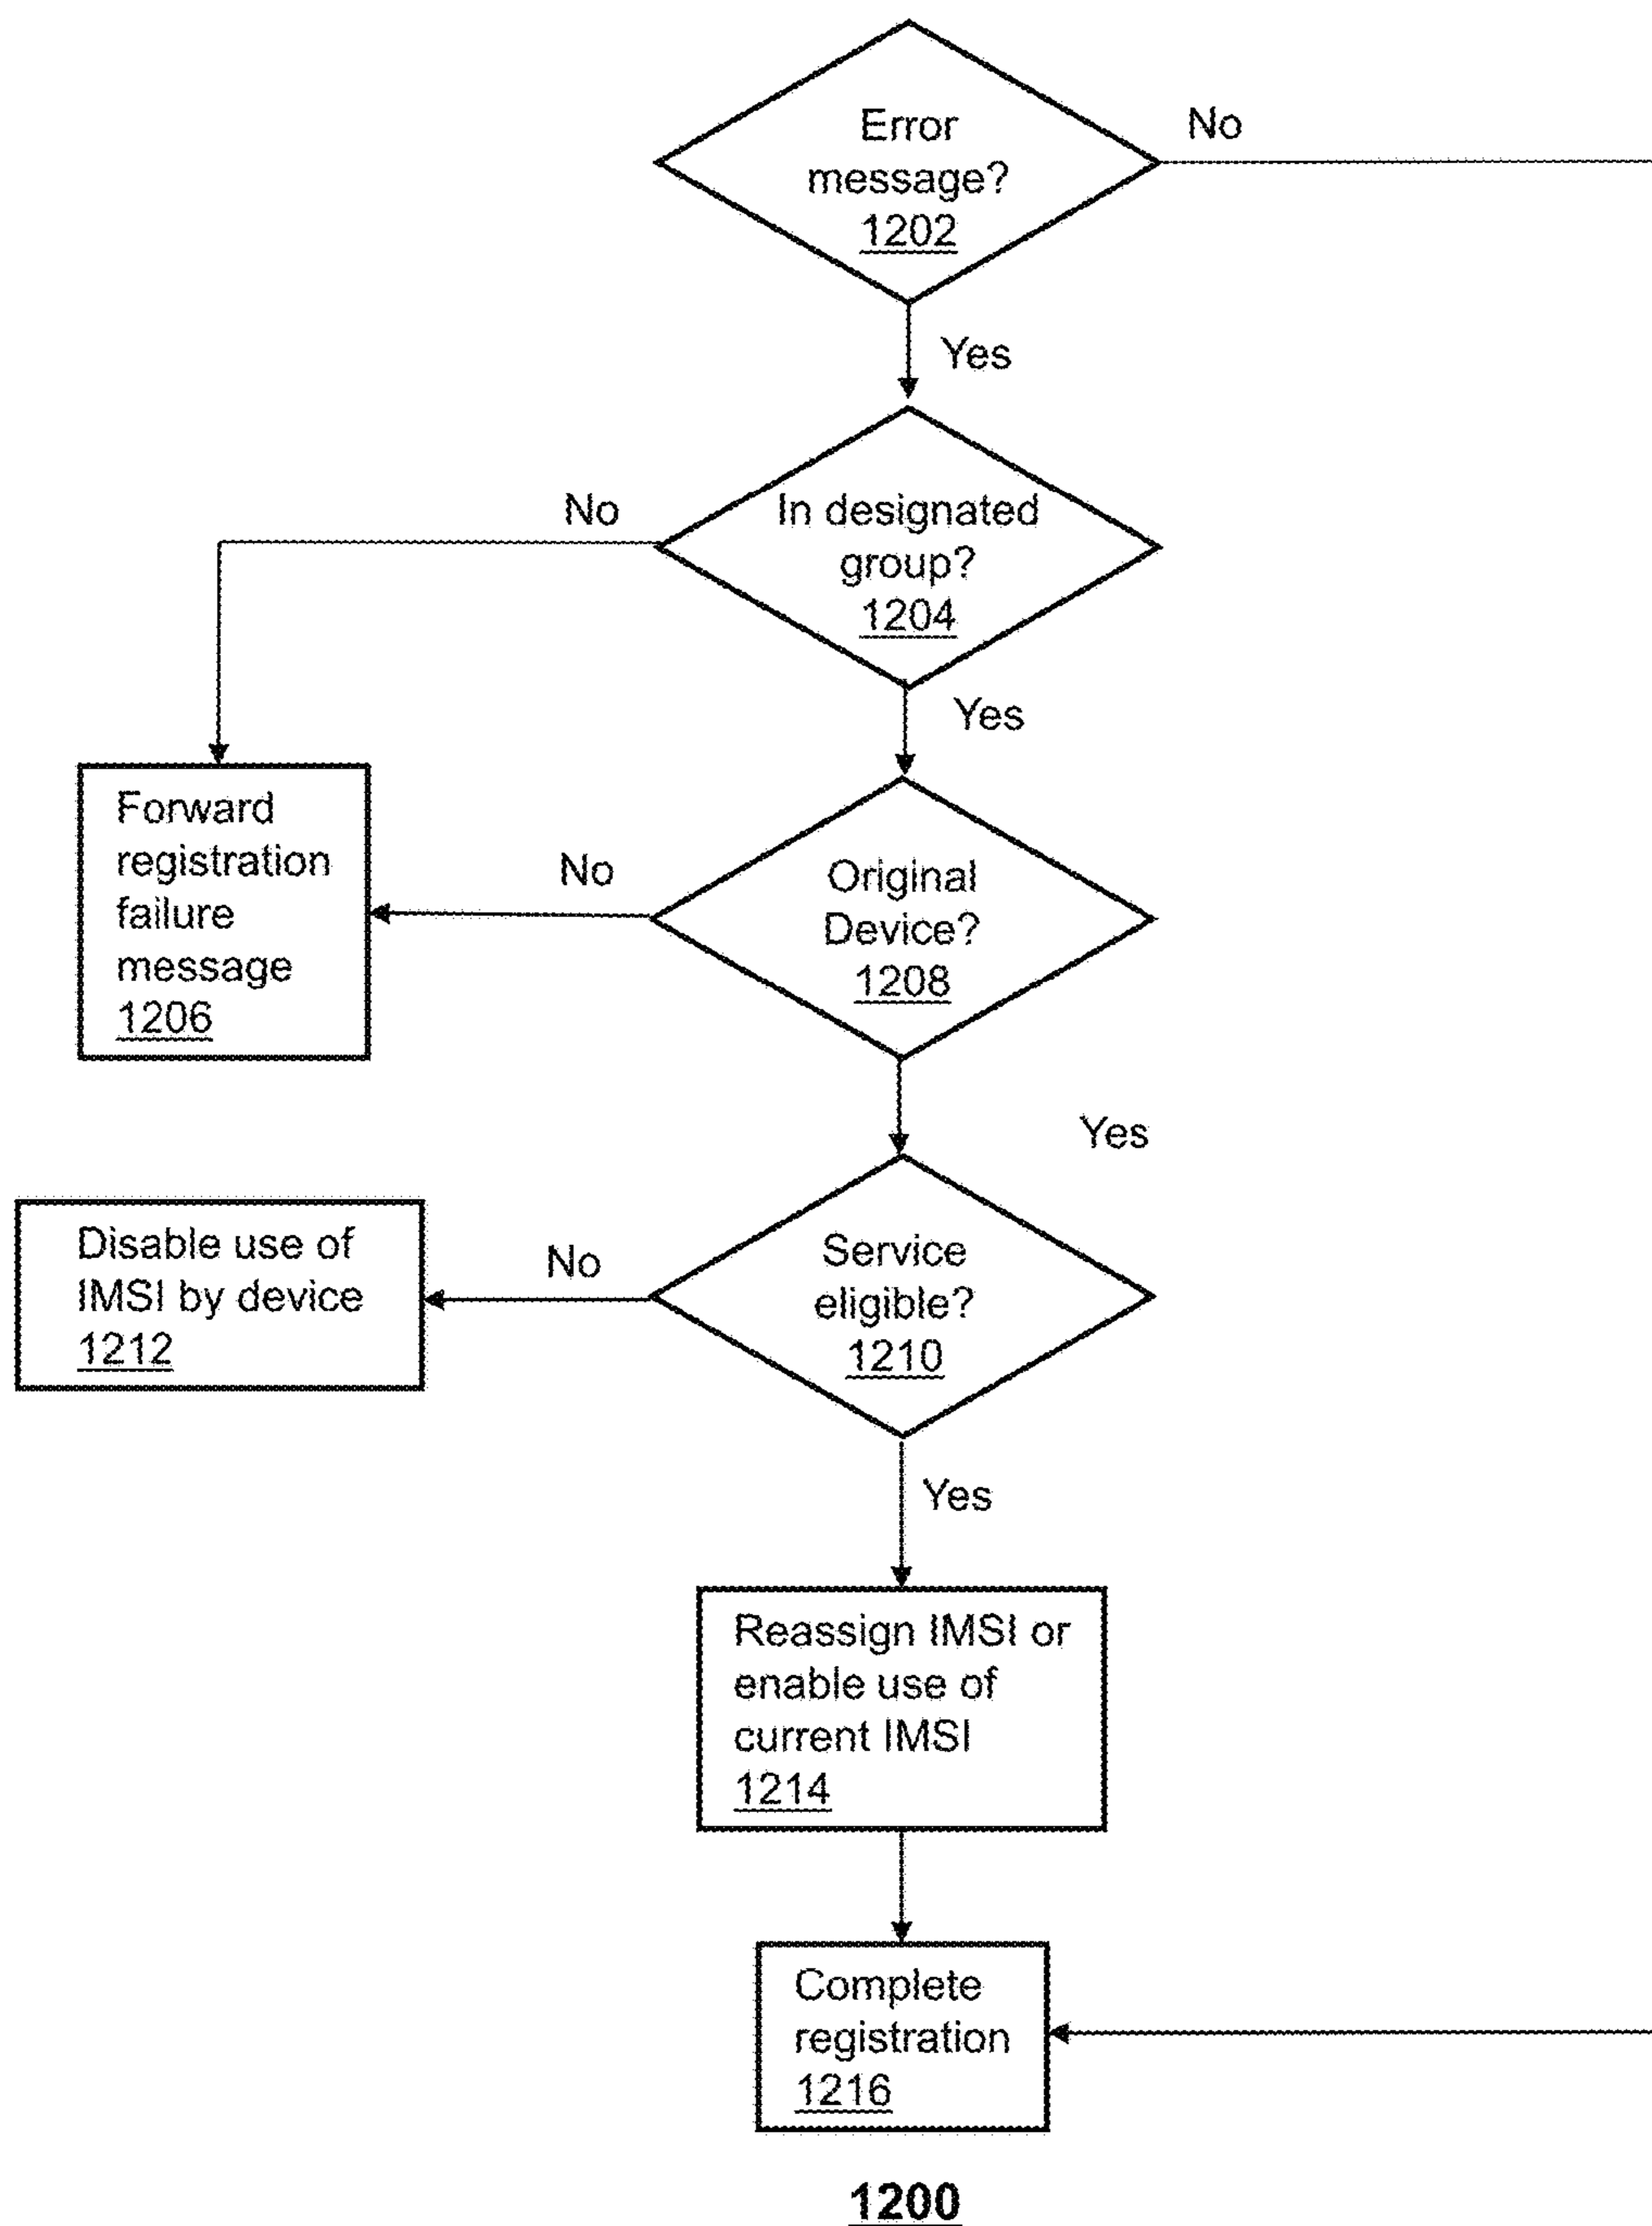 Error
message?
1202
No
Yes
In designated
group?
1204
No
Yes
Forward
registration
failure
message
1206
No
Original
Device?
1208
Yes
Disable use of
IMSI by device
1212
No
Service
eligible?
1210
Yes
Reassign IMSI or
enable use of
current IMSI
1214
Complete
registration
1216
1200